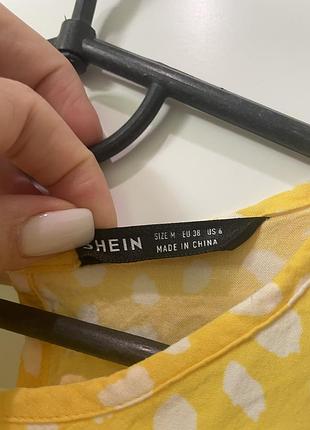 SHEIN SIZE M EU 38 US 6
MADE IN CHINA